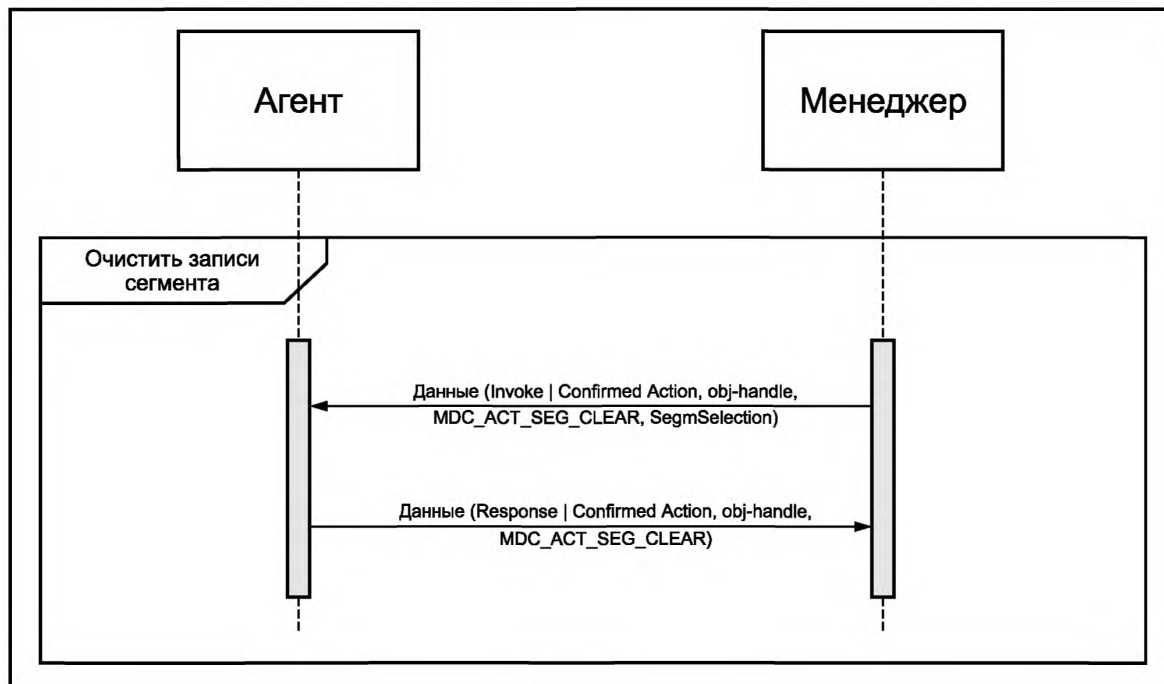 Агент
Менеджер
Очистить записи
сегмента
Данные (Invoke | Confirmed Action, obj-handle,
MDC_ACT_SEG_CLEAR, SegmSelection)
Данные (Response | Confirmed Action, obj-handle,
MDC_ACT_SEG_CLEAR)